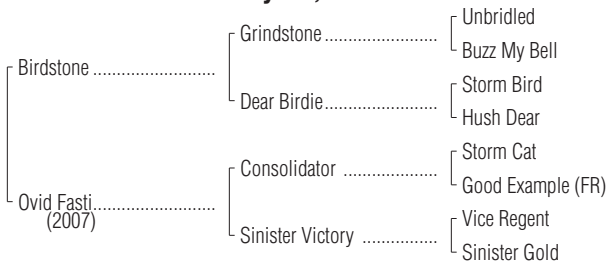 Unbridled
Grindstone ........................
Buzz My Bell
Birdstone ..........................
Storm Bird
Dear Birdie ........................
Hush Dear
Storm Cat
Consolidator ....................
Good Example (FR)
Ovid Fasti..........................
(2007)
Vice Regent
Sinister Victory ................
Sinister Gold